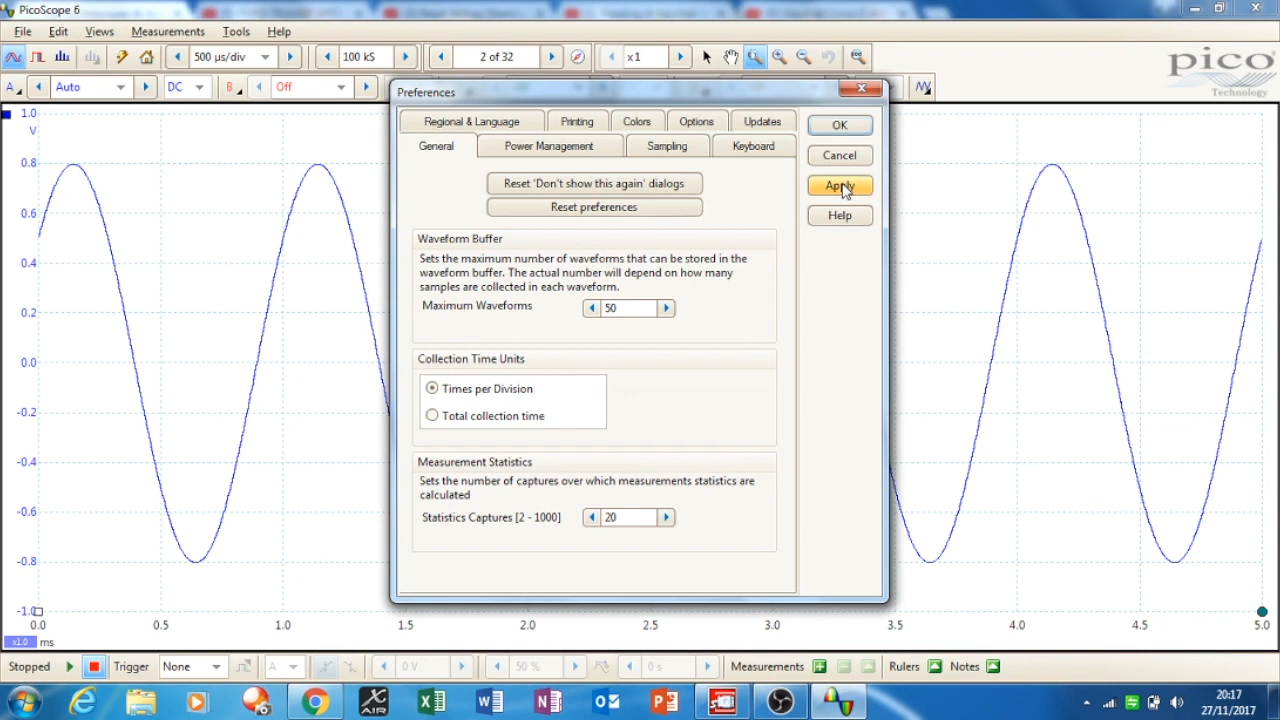 PicoScope 6
File Edit Views Measurements Tools Help
500 µs/div 100 kS 2 of 32 x1
pico
Technology
A Auto DC B Off
Preferences
Regional & Language Printing Colors Options Updates
General Power Management Sampling Keyboard
OK
Cancel
Apply
Help
Reset 'Don't show this again' dialogs
Reset preferences
Waveform Buffer
Sets the maximum number of waveforms that can be stored in the
waveform buffer. The actual number will depend on how many
samples are collected in each waveform.
Maximum Waveforms 50
Collection Time Units
Times per Division
Total collection time
Measurement Statistics
Sets the number of captures over which measurements statistics are
calculated
Statistics Captures [2 - 1000] 20
1.0
V
0.8
0.6
0.4
0.2
0.0
-0.2
-0.4
-0.6
-0.8
-1.0
0.0 0.5 1.0 1.5 2.0 2.5 3.0 3.5 4.0 4.5 5.0
x1.0 ms
Stopped Trigger None A 0 V 50 % 0 s Measurements Rulers Notes
AIR
20:17
27/11/2017